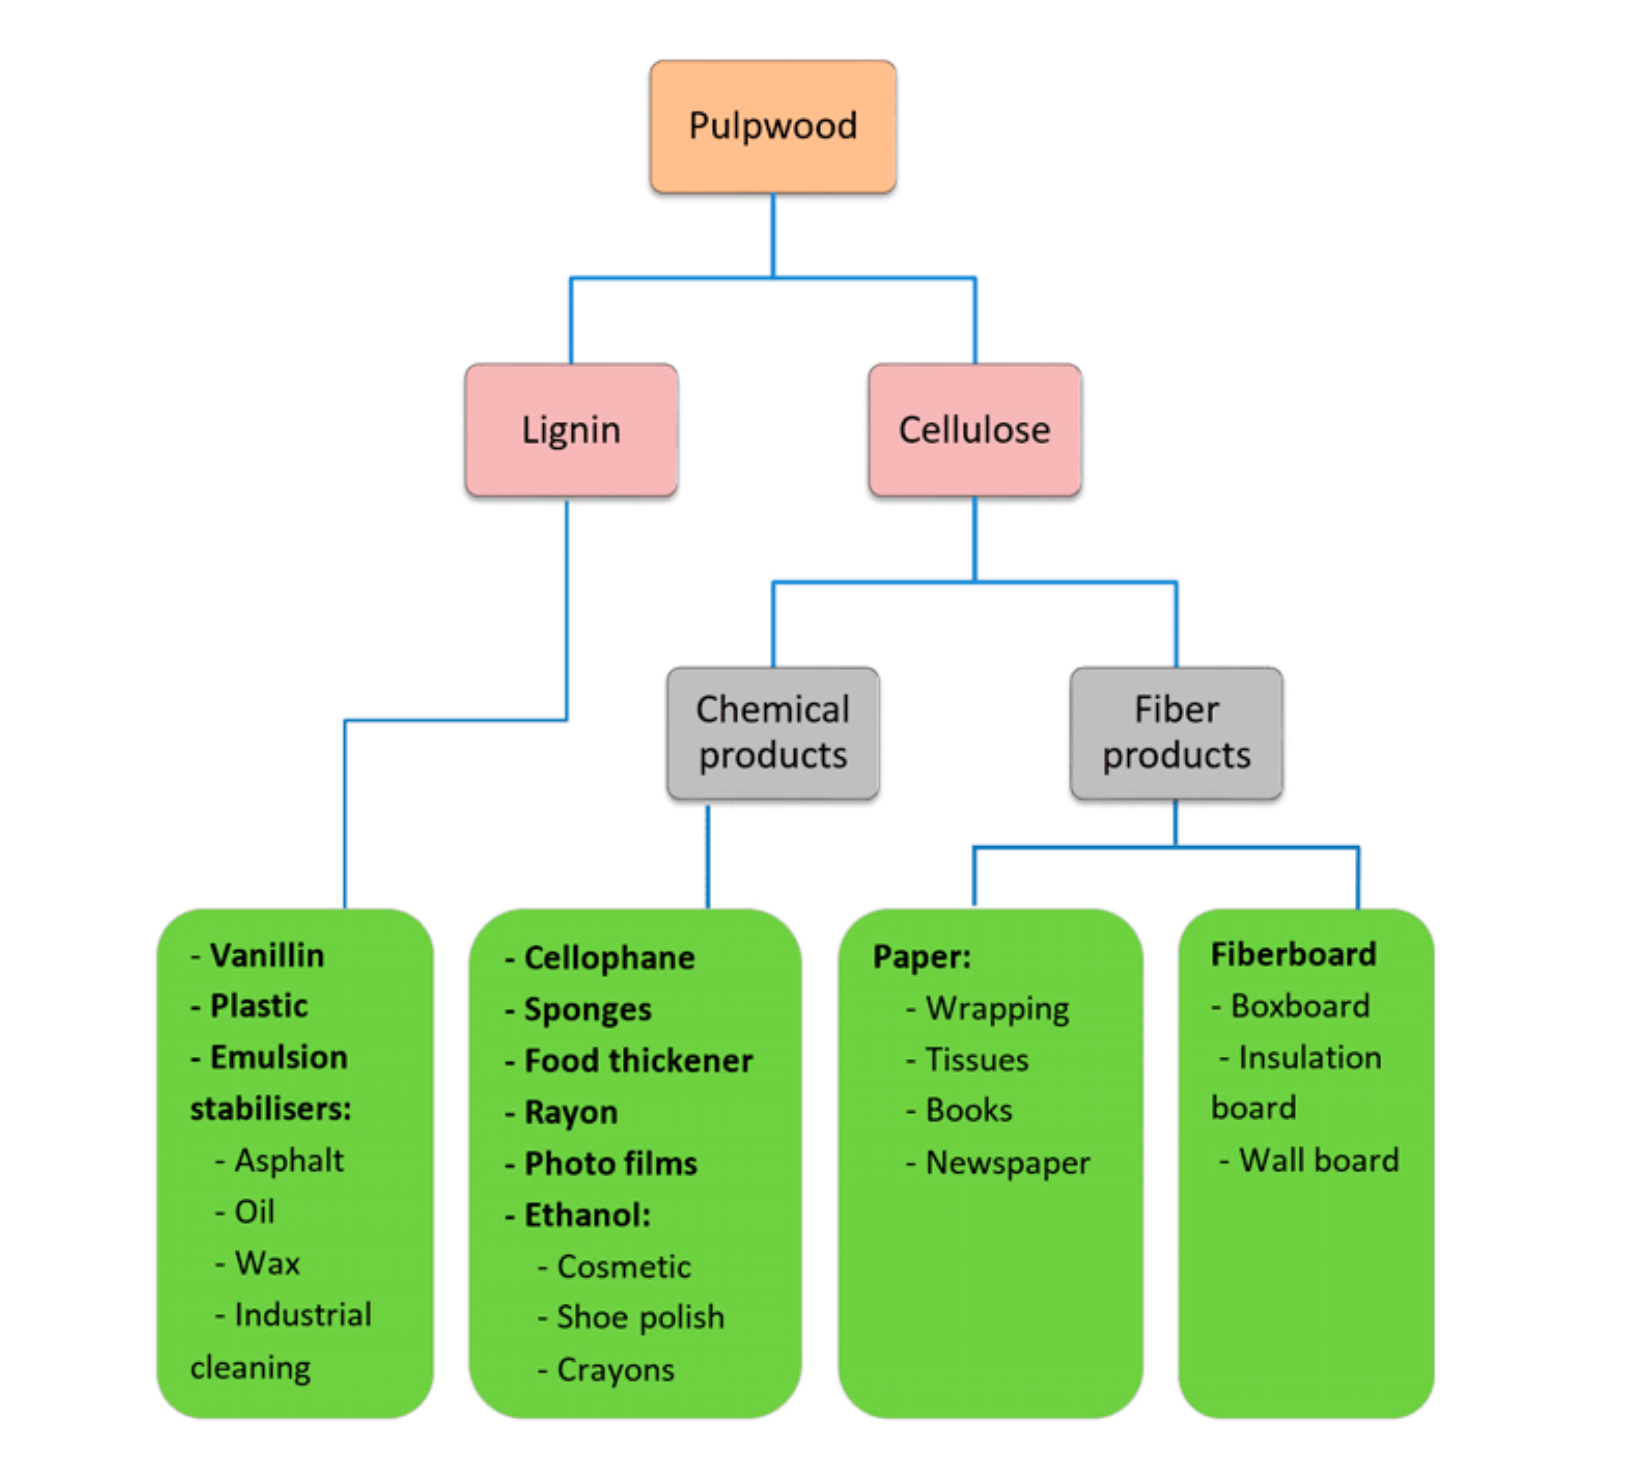 Pulpwood
Lignin
Cellulose
Chemical
products
Fiber
products
- Vanillin
- Plastic
- Emulsion
stabilisers:
- Asphalt
- Oil
- Wax
- Industrial
cleaning
- Cellophane
- Sponges
- Food thickener
- Rayon
- Photo films
- Ethanol:
- Cosmetic
- Shoe polish
- Crayons
Paper:
- Wrapping
- Tissues
- Books
- Newspaper
Fiberboard
- Boxboard
- Insulation
board
- Wall board